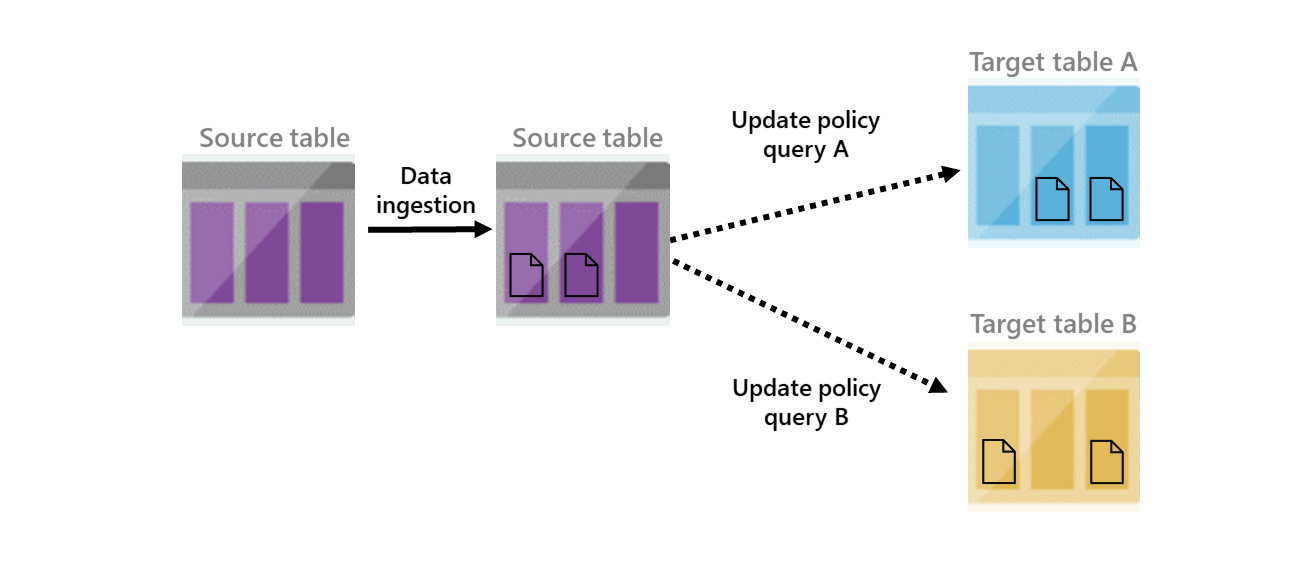 Source table
Data
ingestion
Source table
Update policy
query A
Target table A
Update policy
query B
Target table B